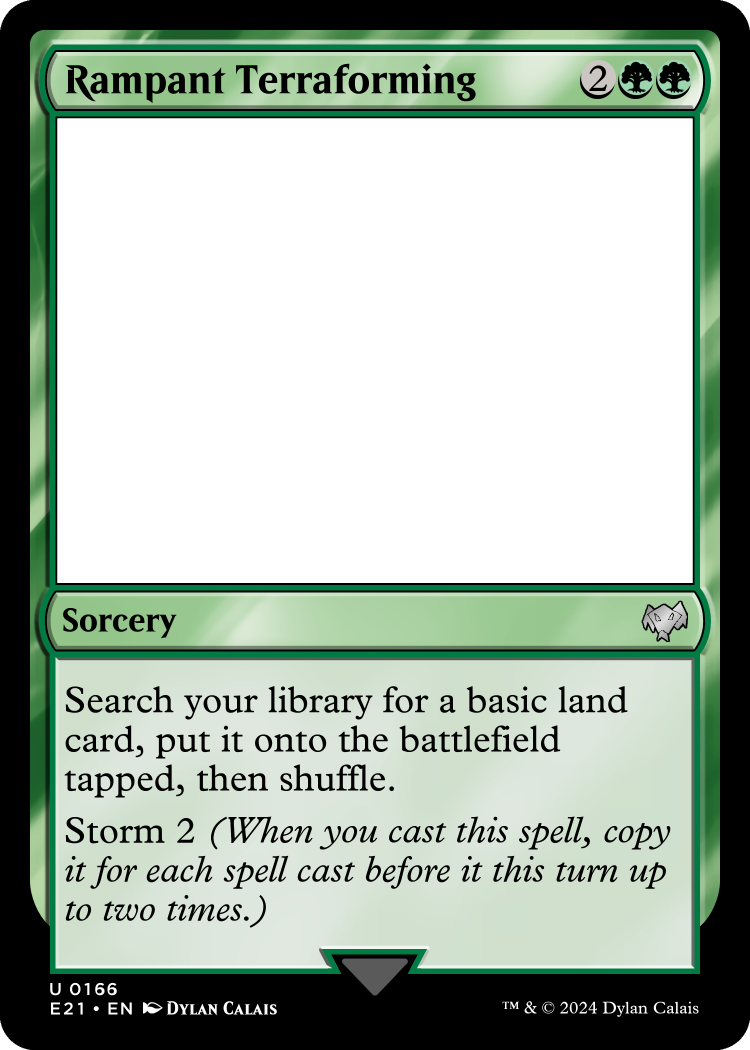 Rampant Terraforming 2
Sorcery
Search your library for a basic land
card, put it onto the battlefield
tapped, then shuffle.
Storm 2 (When you cast this spell, copy
it for each spell cast before it this turn up
to two times.)
U 0166
E21 • EN Dylan Calais
™ & © 2024 Dylan Calais